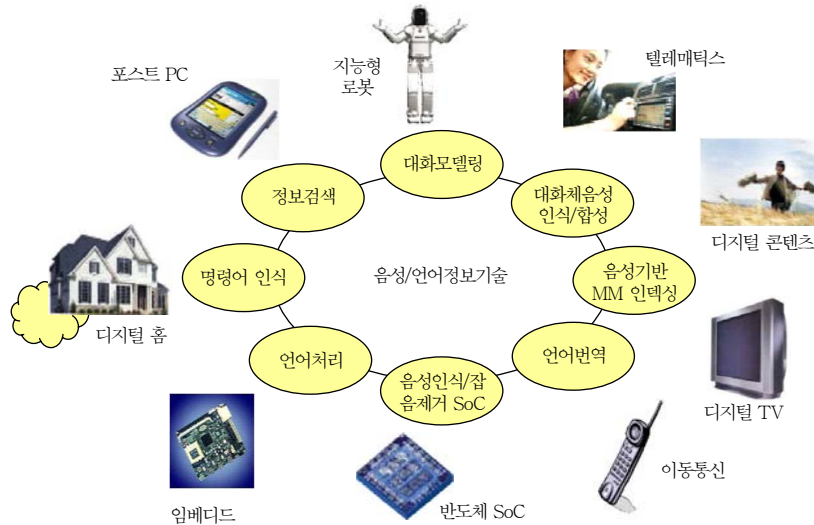 포스트 PC
지능형
로봇
텔레매틱스
대화모델링
정보검색
대화체음성
인식/합성
디지털 콘텐츠
명령어 인식
음성/언어정보기술
음성기반
MM 인덱싱
디지털 홈
언어처리
음성인식/잡
음제거 SoC
언어번역
디지털 TV
이동통신
임베디드
반도체 SoC